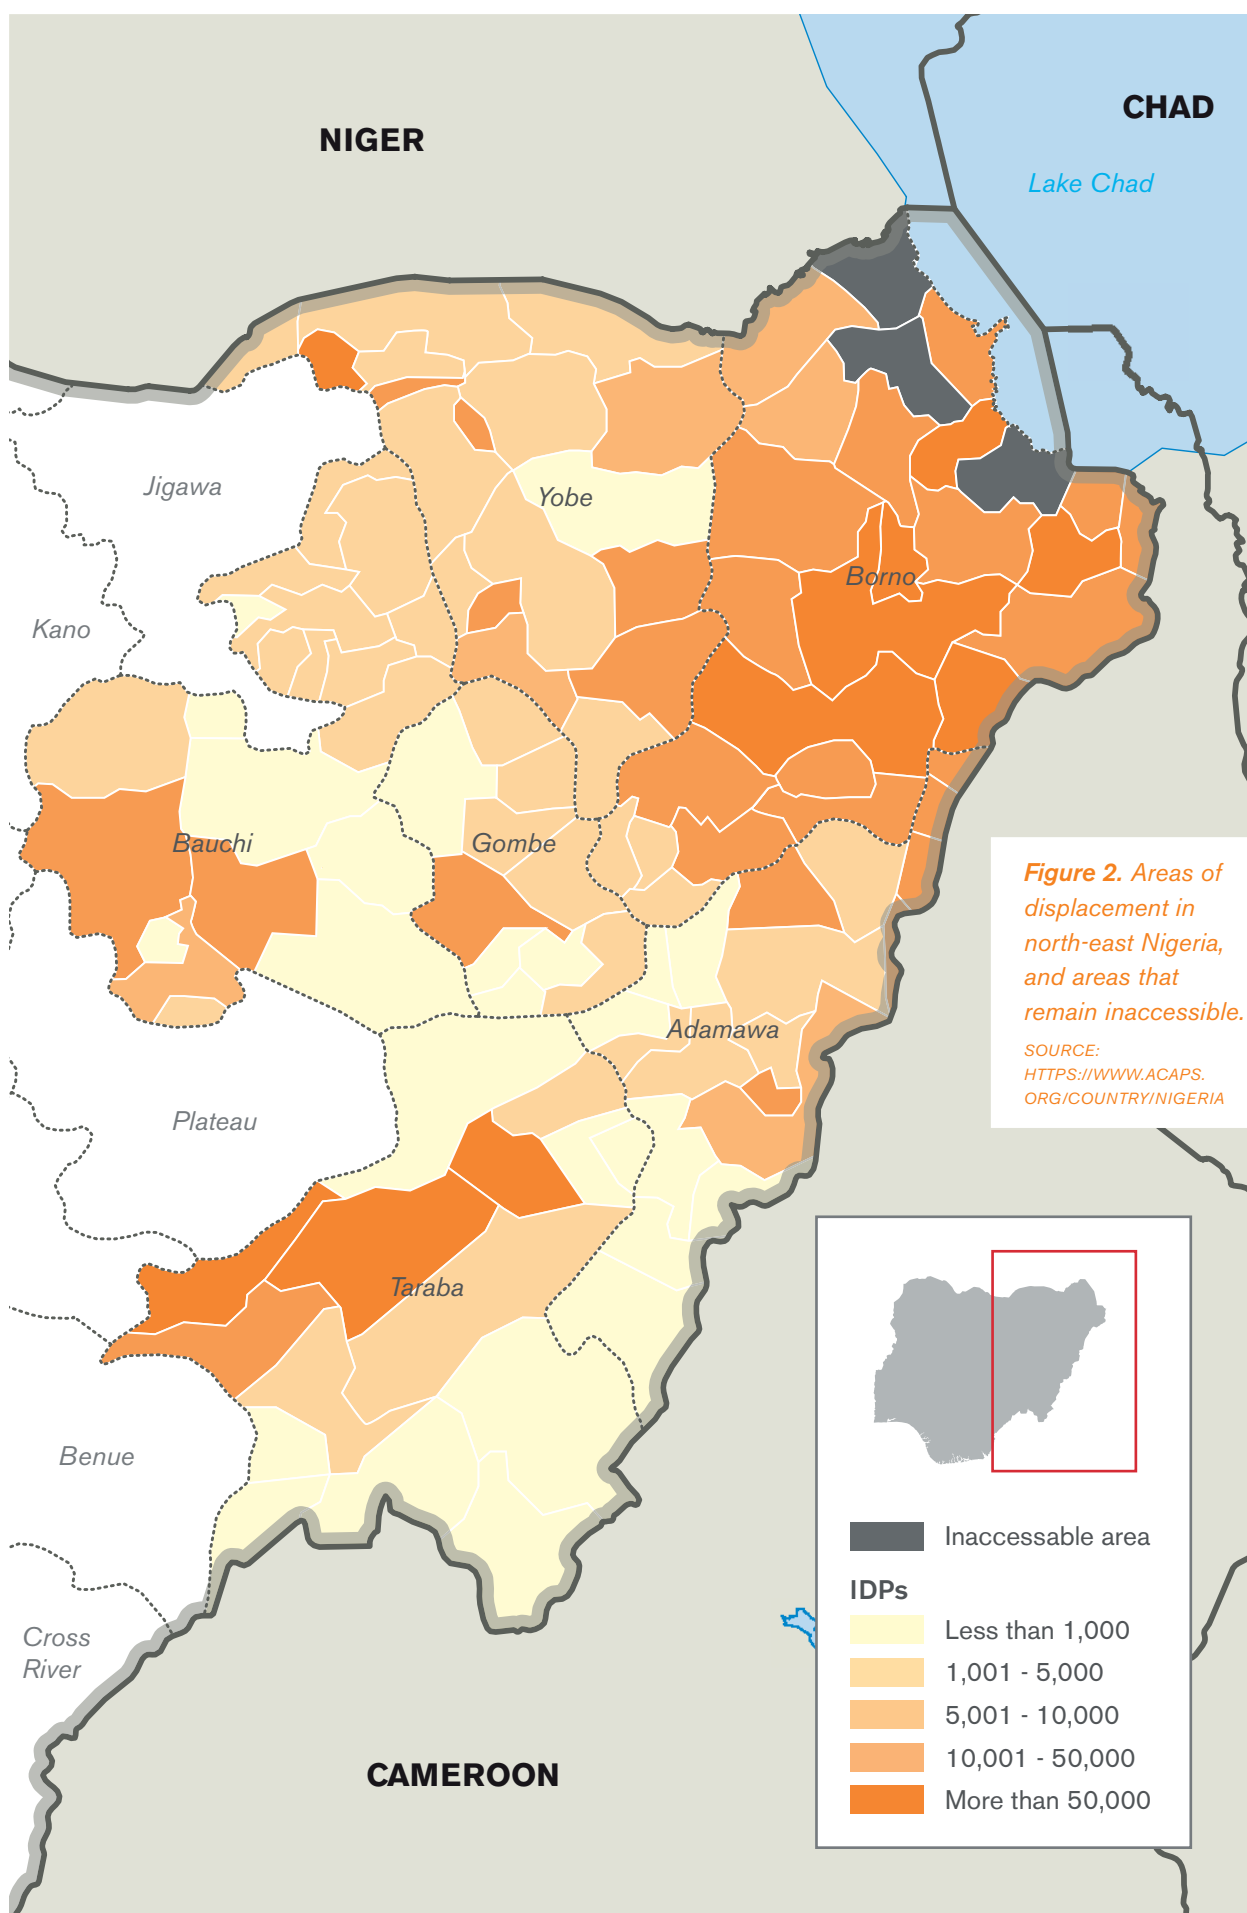 NIGER
CHAD
Lake Chad
Jigawa
Yobe
Borno
Kano
Bauchi
Gombe
Adamawa
Plateau
Taraba
Benue
Cross
River
CAMEROON
Figure 2. Areas of
displacement in
north-east Nigeria,
and areas that
remain inaccessible.
SOURCE:
HTTPS://WWW.ACAPS.
ORG/COUNTRY/NIGERIA
Inaccessable area
IDPs
Less than 1,000
1,001 - 5,000
5,001 - 10,000
10,001 - 50,000
More than 50,000